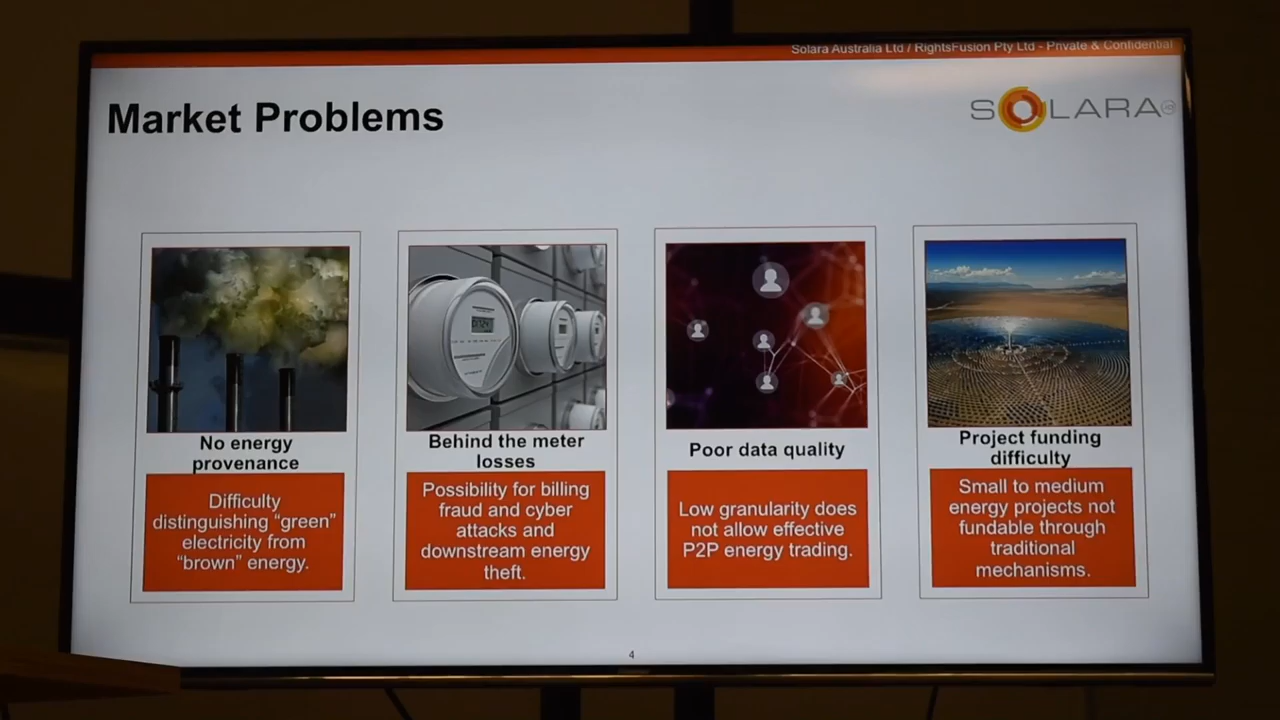 Solara Australia Ltd / RightsFusion Pty Ltd - Private & Confidential
Market Problems
SOLARA
No energy
provenance
Difficulty
distinguishing “green”
electricity from
“brown” energy.
Behind the meter
losses
Possibility for billing
fraud and cyber
attacks and
downstream energy
theft.
Poor data quality
Low granularity does
not allow effective
P2P energy trading.
Project funding
difficulty
Small to medium
energy projects not
fundable through
traditional
mechanisms.
4